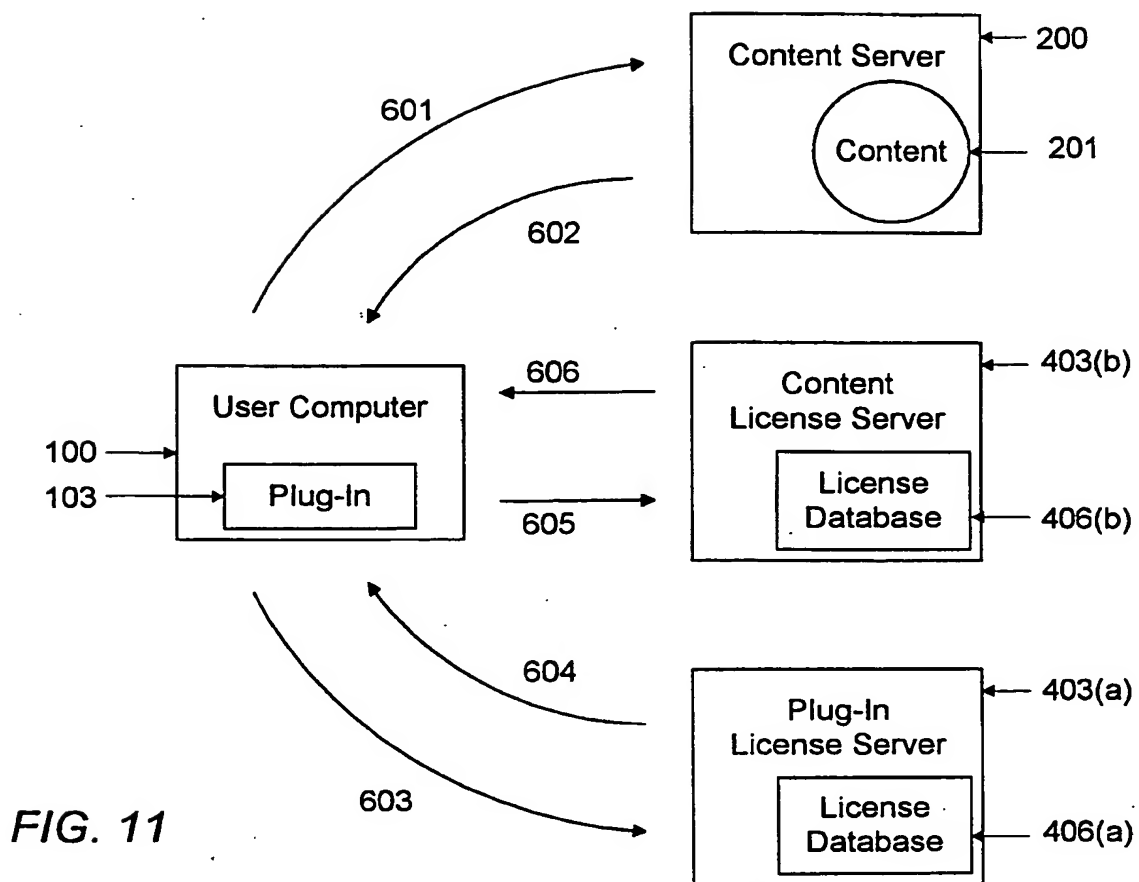 200
Content Server
601
Content
201
602
403(b)
606
Content
License Server
User Computer
100
License
Database
103
Plug-In
605
406(b)
604
403(a)
Plug-In
License Server
603
License
Database
406(a)
FIG. 11